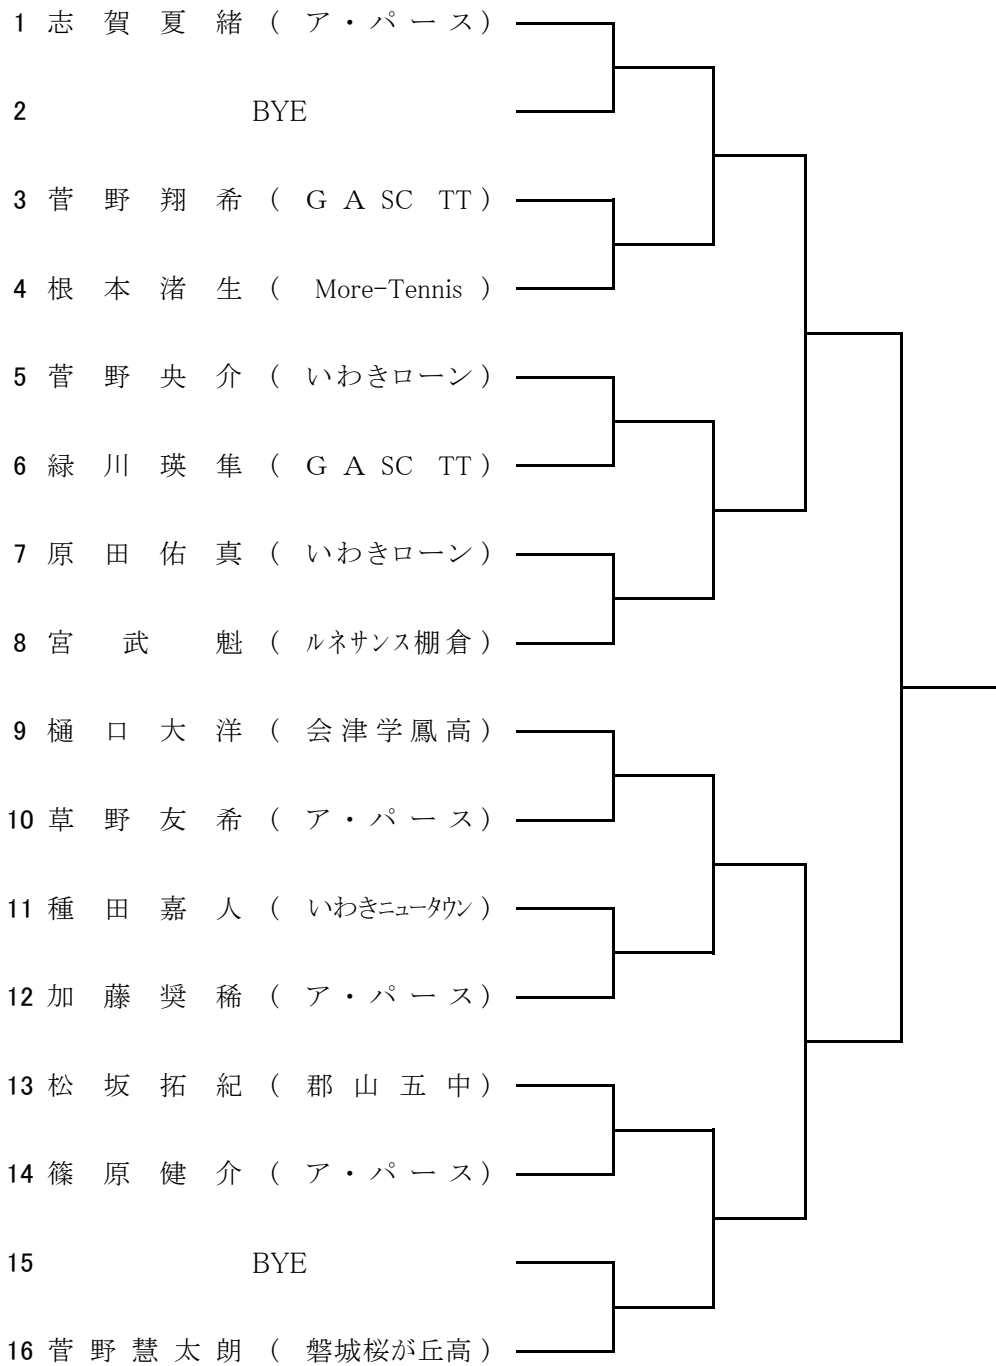 1 志賀夏緒 (ア・パース)
2 BYE
3 菅野翔希 (GASC TT)
4 根本渚生 (More-Tennis)
5 菅野央介 (いわきローン)
6 緑川瑛隼 (GASC TT)
7 原田佑真 (いわきローン)
8 宮武魁 (ルネサンス棚倉)
9 樋口大洋 (会津学鳳高)
10 草野友希 (ア・パース)
11 種田嘉人 (いわきニュータウン)
12 加藤奨稀 (ア・パース)
13 松坂拓紀 (郡山五中)
14 篠原健介 (ア・パース)
15 BYE
16 菅野慧太朗 (磐城桜が丘高)